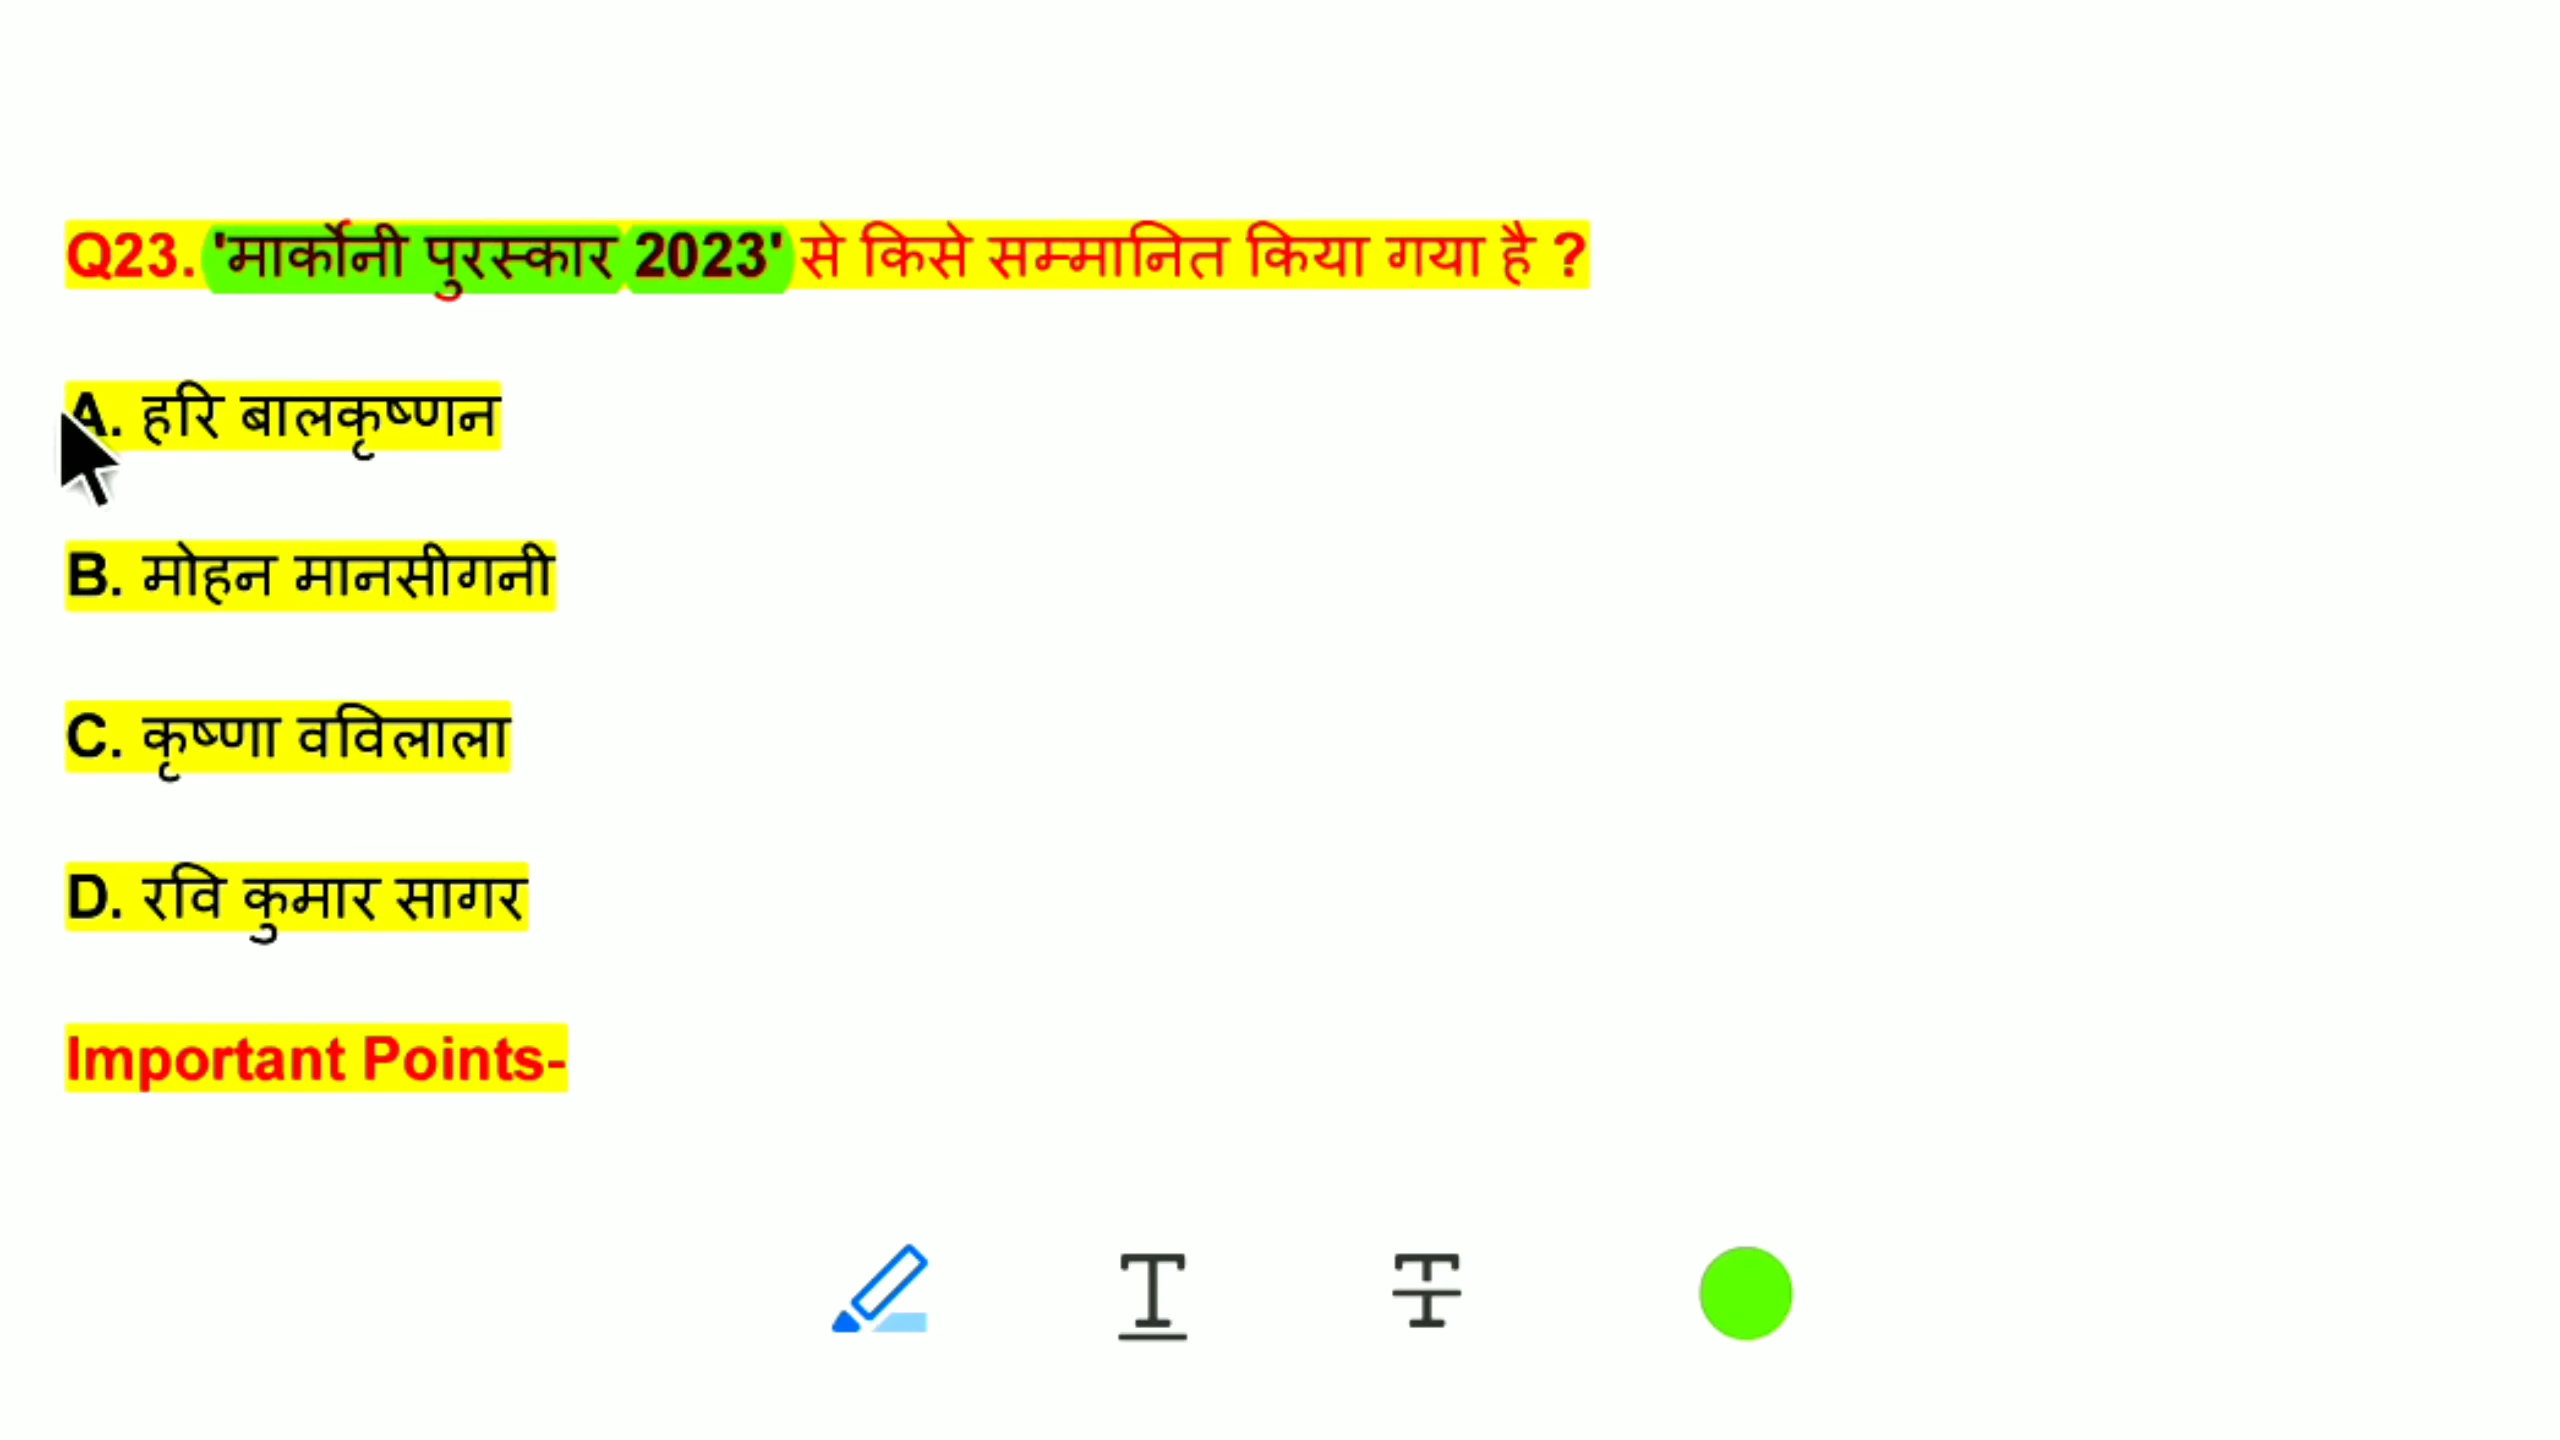 Q23. 'मार्कोनी पुरस्कार 2023' से किसे सम्मानित किया गया है ?
A. हरि बालकृष्णन
B. मोहन मानसीगनी
C. कृष्णा वविलाला
D. रवि कुमार सागर
Important Points-